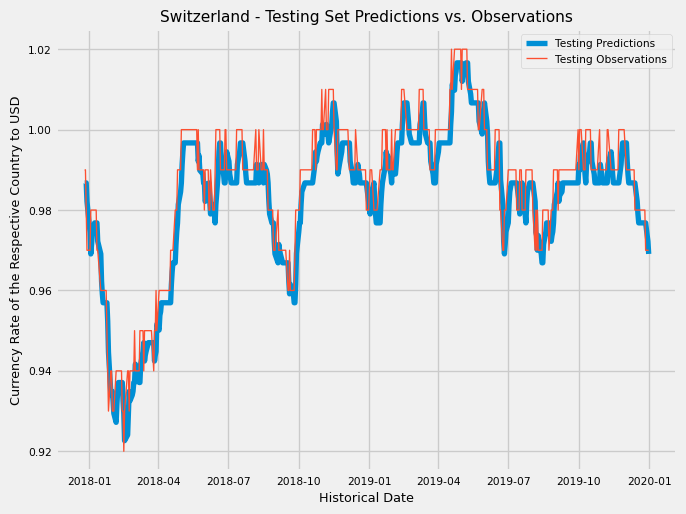 Switzerland - Testing Set Predictions vs. Observations
Testing Predictions
Testing Observations
Currency Rate of the Respective Country to USD
1.02
1.00
0.98
0.96
0.94
0.92
2018-01 2018-04 2018-07 2018-10 2019-01 2019-04 2019-07 2019-10 2020-01
Historical Date